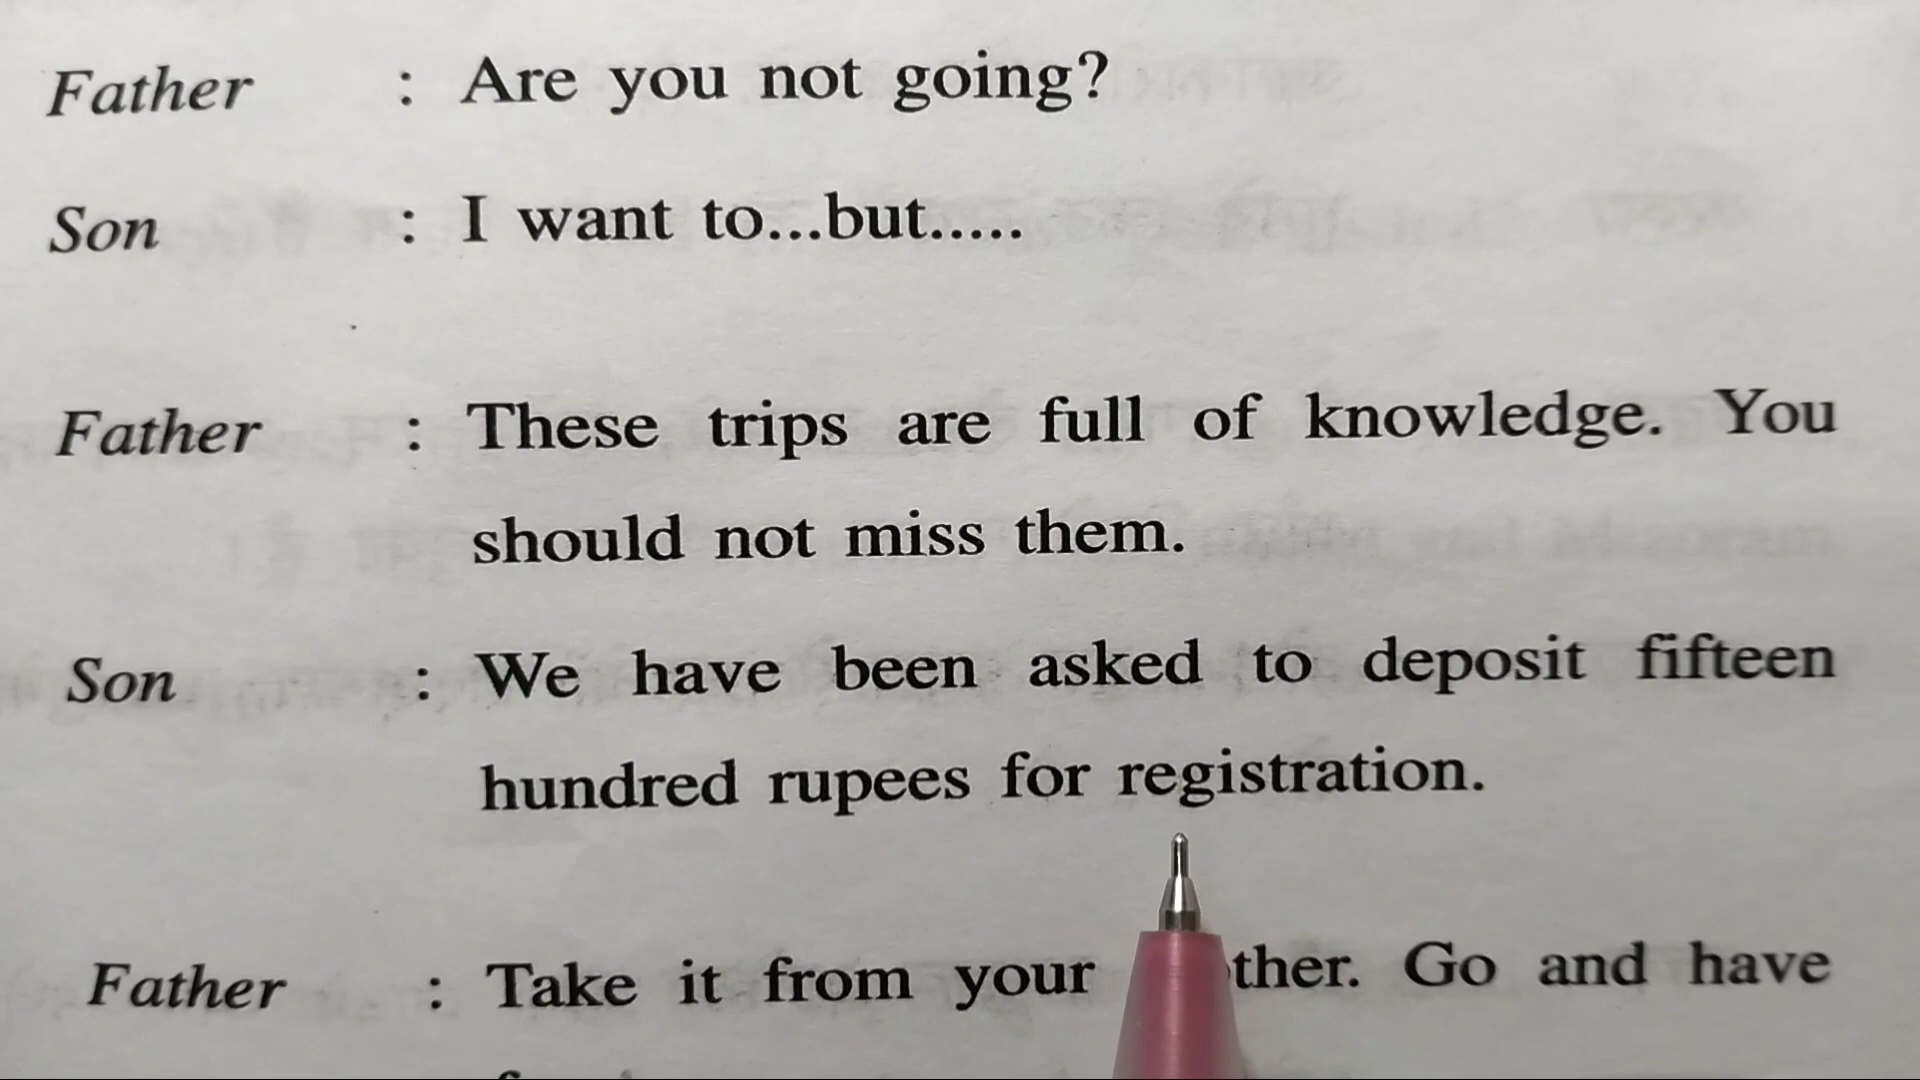 Father : Are you not going?
Son : I want to...but.....
Father : These trips are full of knowledge. You
should not miss them.
Son : We have been asked to deposit fifteen
hundred rupees for registration.
Father : Take it from your ther. Go and have